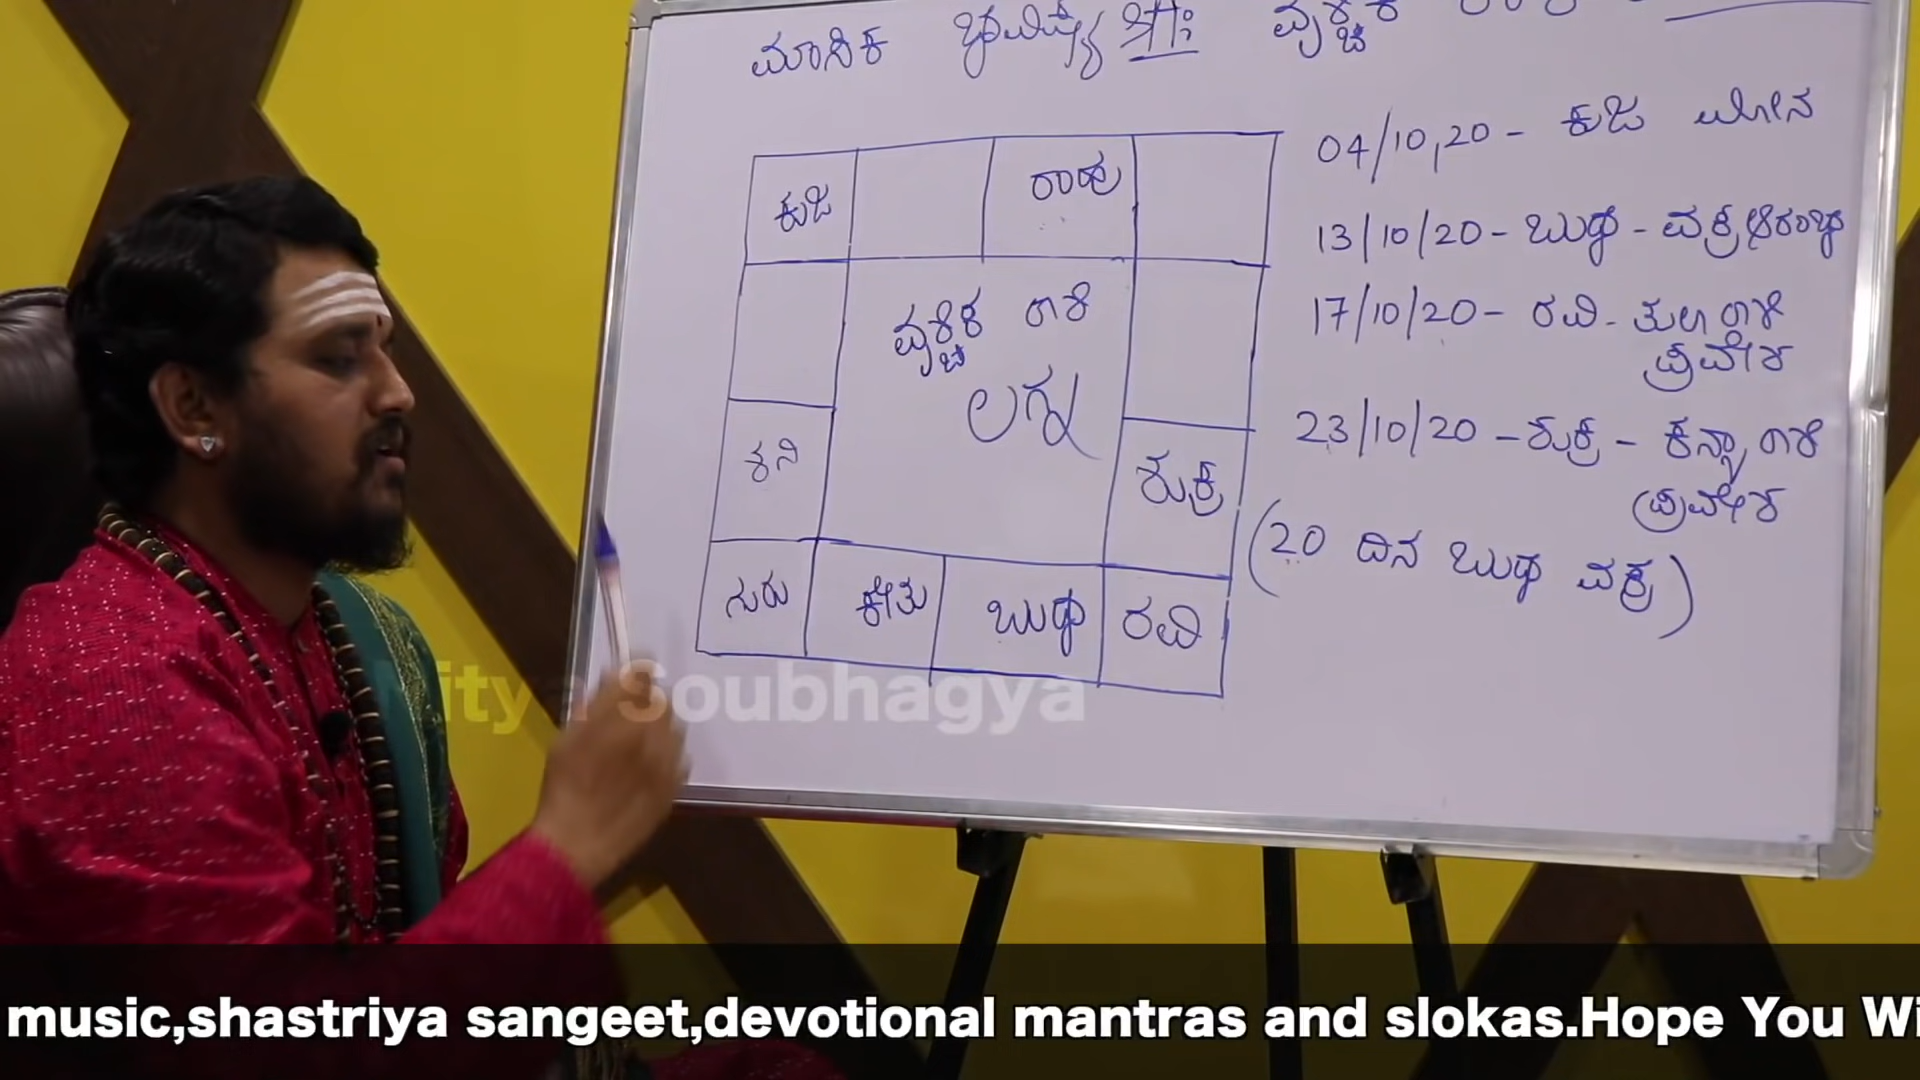 ಮಾಸಿಕ ಭವಿಷ್ಯ ವೃಶ್ಚಿಕ
04/10,20 - ಕುಜ ಮೀನ
13/10/20 - ಬುಧ - ವಕ್ರ ಆರಂಭ
17/10/20 - ರವಿ - ತುಲಾ ರಾಶಿ
ಪ್ರವೇಶ
23/10/20 - ಶುಕ್ರ - ಕನ್ಯಾ ರಾಶಿ
ಪ್ರವೇಶ
(20 ದಿನ ಬುಧ ವಕ್ರ)
ಕುಜ ರಾಹು
ವೃಶ್ಚಿಕ ರಾಶಿ
ಲಗ್ನ
ಶನಿ ಶುಕ್ರ
ಗುರು ಕೇತು ಬುಧ ರವಿ
Nitya Soubhagya
music,shastriya sangeet,devotional mantras and slokas.Hope You Wi